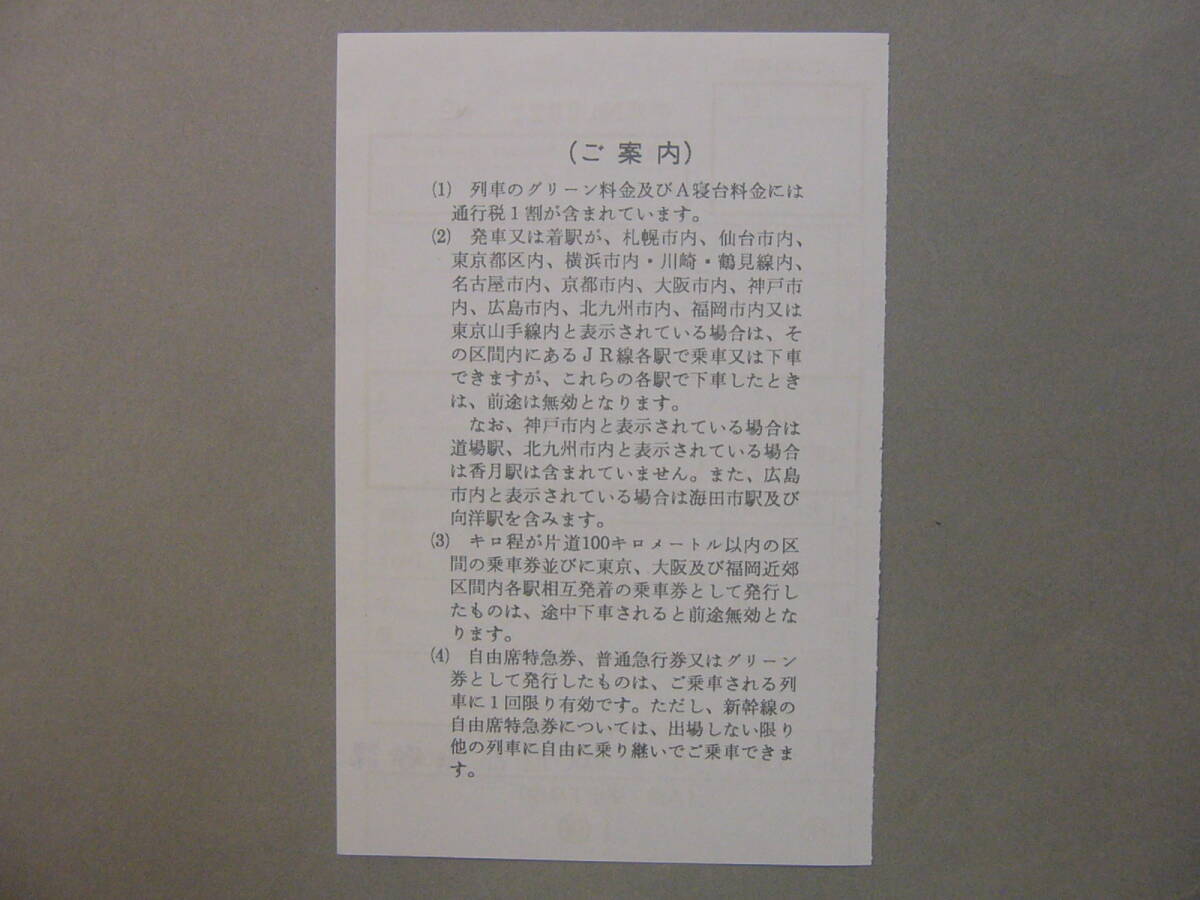 (ご案内)
(1) 列車のグリーン料金及びA寝台料金には
通行税1割が含まれています。
(2) 発車又は着駅が、札幌市内、仙台市内、
東京都区内、横浜市内・川崎・鶴見線内、
名古屋市内、京都市内、大阪市内、神戸市
内、広島市内、北九州市内、福岡市内又は
東京山手線内と表示されている場合は、そ
の区間内にあるJR線各駅で乗車又は下車
できますが、これらの各駅で下車したとき
は、前途は無効となります。
なお、神戸市内と表示されている場合は
道場駅、北九州市内と表示されている場合
は香月駅は含まれていません。また、広島
市内と表示されている場合は海田市駅及び
向洋駅を含みます。
(3) キロ程が片道100キロメートル以内の区
間の乗車券並びに東京、大阪及び福岡近郊
区間内各駅相互発着の乗車券として発行し
たものは、途中下車されると前途無効とな
ります。
(4) 自由席特急券、普通急行券又はグリーン
券として発行したものは、ご乗車される列
車に1回限り有効です。ただし、新幹線の
自由席特急券については、出場しない限り
他の列車に自由に乗り継いでご乗車できま
す。